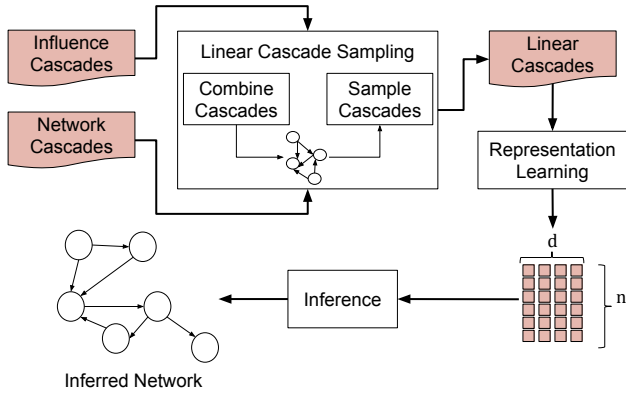 Influence
Cascades
Network
Cascades
Linear Cascade Sampling
Combine
Cascades
Sample
Cascades
Linear
Cascades
Representation
Learning
d
n
Inference
Inferred Network